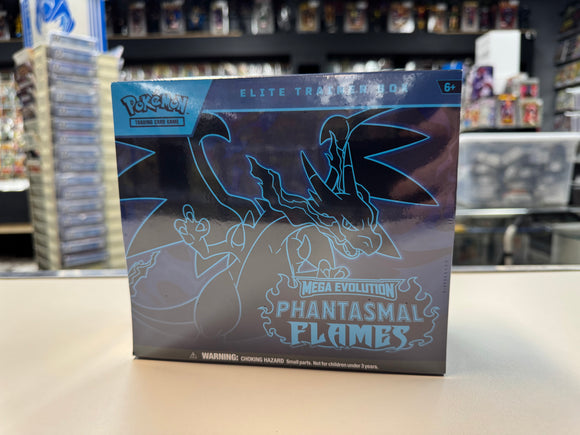 ELITE TRAINER BOX
6+
Pokémon
TRADING CARD GAME
MEGA EVOLUTION
PHANTASMAL
FLAMES
WARNING: CHOKING HAZARD Small parts. Not for children under 3 years.